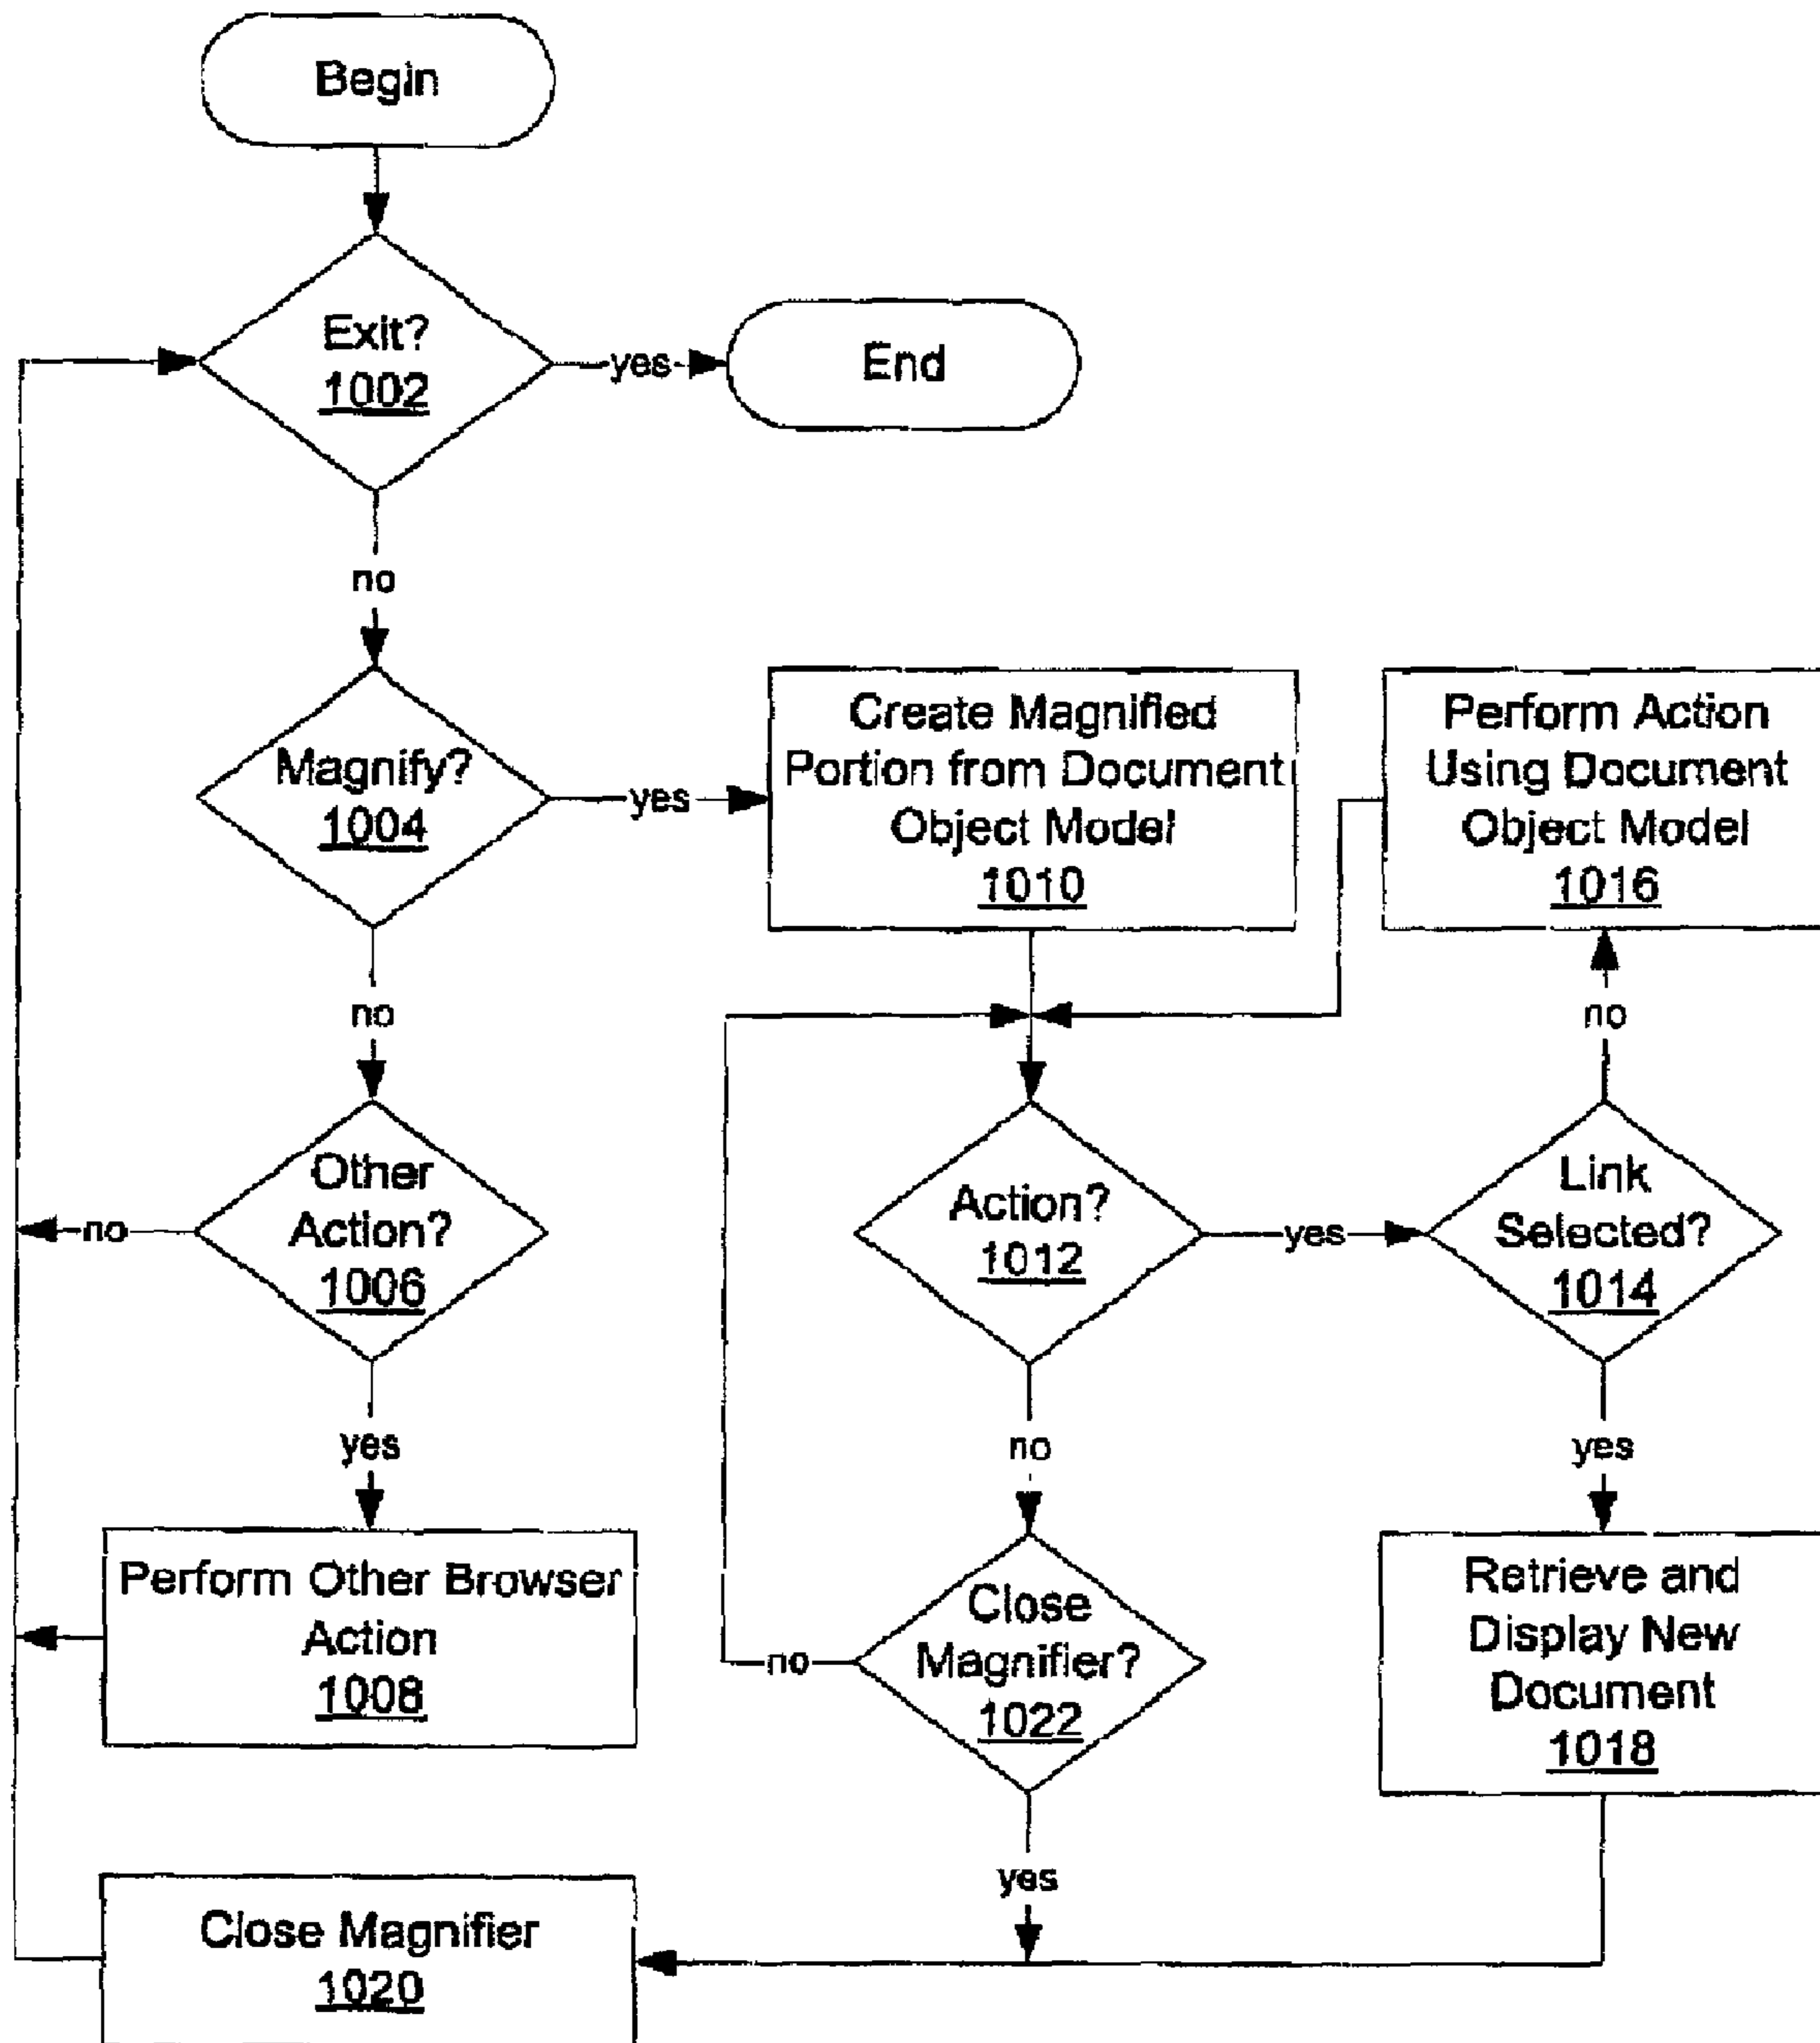 Begin
Exit?
1002
yes
End
no
Magnify?
1004
yes
Create Magnified
Portion from Document
Object Model
1010
Perform Action
Using Document
Object Model
1016
no
no
Other
Action?
1006
no
Action?
1012
yes
Link
Selected?
1014
yes
no
yes
Perform Other Browser
Action
1008
Close
Magnifier?
1022
no
Retrieve and
Display New
Document
1018
yes
Close Magnifier
1020